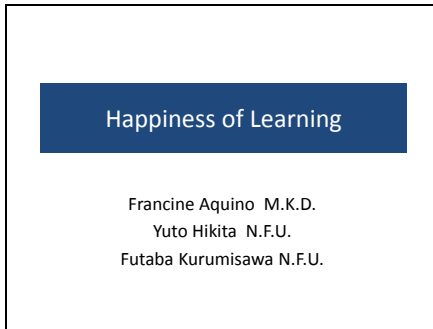 Happiness of Learning
Francine Aquino  M.K.D.
Yuto Hikita  N.F.U.
Futaba Kurumisawa N.F.U.